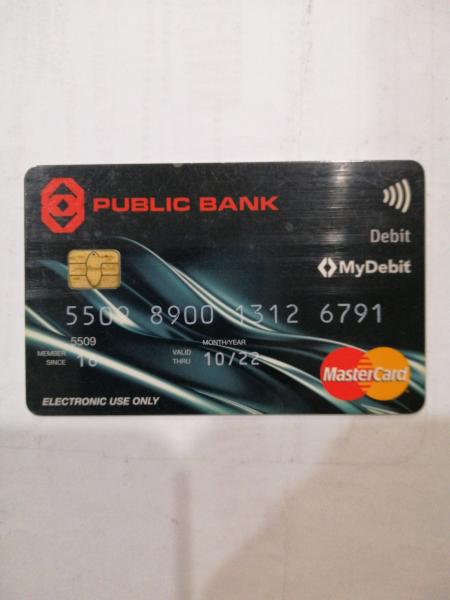 PUBLIC BANK
Debit
MyDebit
5509 8900 1312 6791
5509
MONTH/YEAR
MEMBER SINCE 16 VALID THRU 10/22
MasterCard
ELECTRONIC USE ONLY